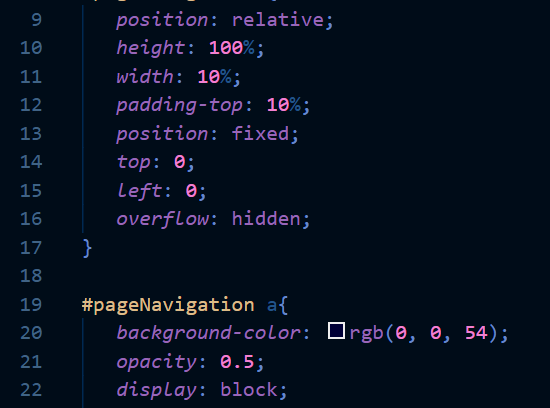 9 position: relative;
10 height: 100%;
11 width: 10%;
12 padding-top: 10%;
13 position: fixed;
14 top: 0;
15 left: 0;
16 overflow: hidden;
17 }
18
19 #pageNavigation a{
20 background-color: rgb(0, 0, 54);
21 opacity: 0.5;
22 display: block;